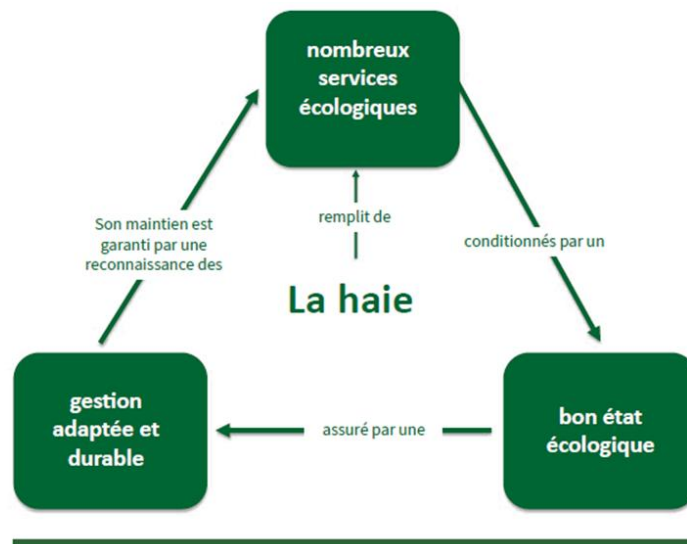 nombreux
services
écologiques
Son maintien est
garanti par une
reconnaissance des
remplit de
conditionnés par un
La haie
gestion
adaptée et
durable
assuré par une
bon état
écologique